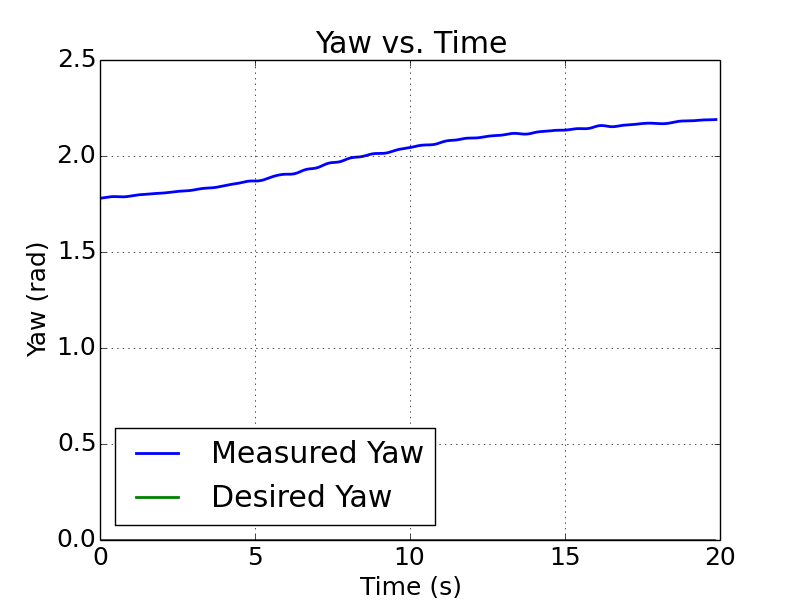 Yaw vs. Time
2.5
2.0
1.5
1.0
0.5
0.0
Yaw (rad)
Measured Yaw
Desired Yaw
0 5 10 15 20
Time (s)